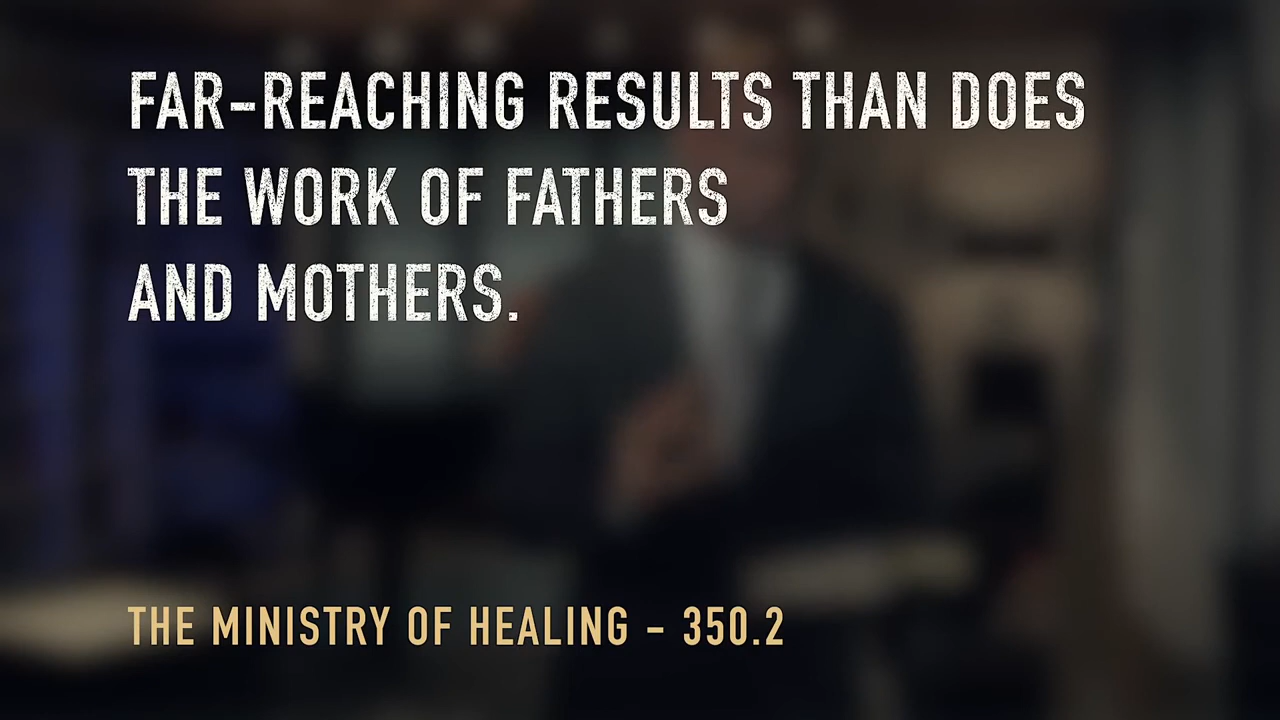 FAR-REACHING RESULTS THAN DOES
THE WORK OF FATHERS
AND MOTHERS.
THE MINISTRY OF HEALING - 350.2